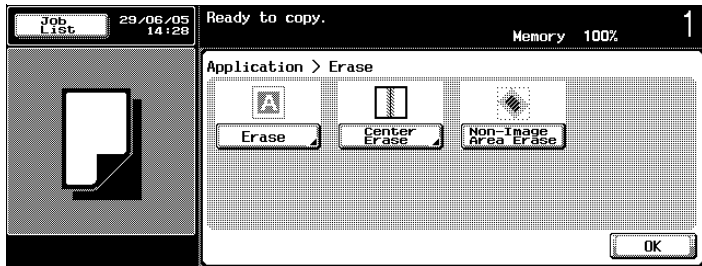 Job
List
29/06/05
14:28
Ready to copy.
Memory 100%
1
Application > Erase
A
Erase
Center
Erase
Non-Image
Area Erase
OK